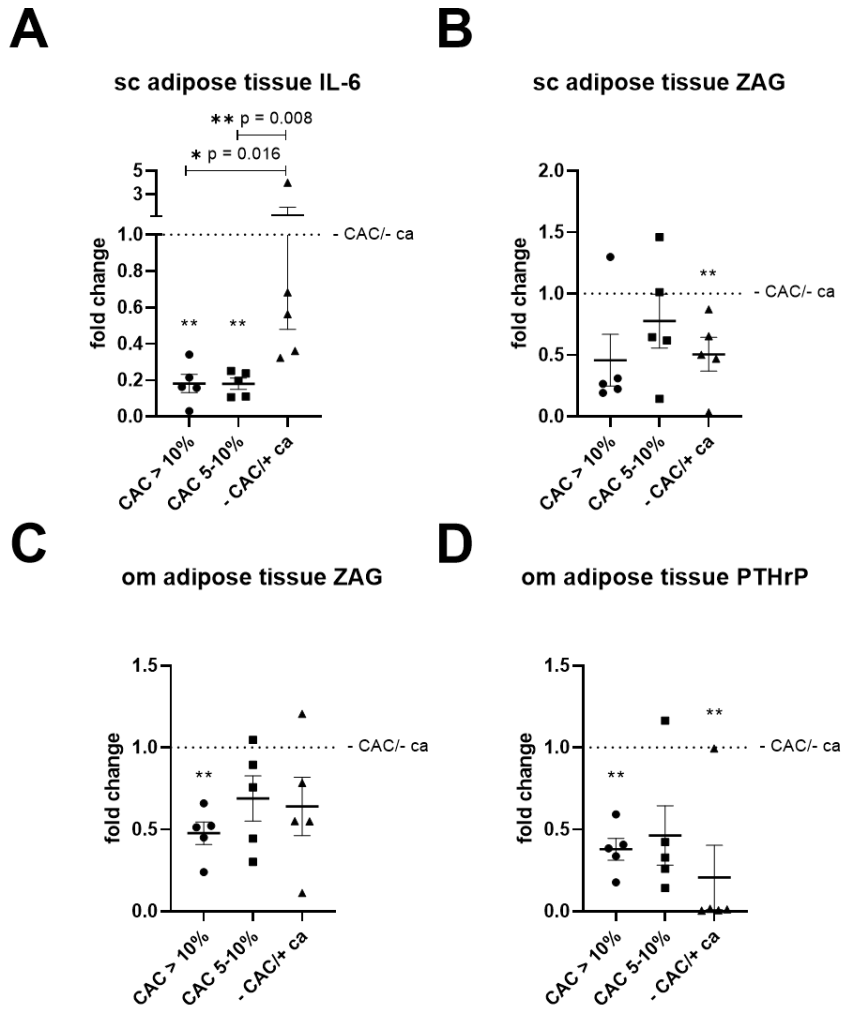 A
sc adipose tissue IL-6
** p = 0.008
* p = 0.016
5
3
1.0
0.8
0.6
0.4
0.2
0.0
fold change
- CAC/- ca
**
**
CAC > 10%
CAC 5-10%
- CAC/+ ca
B
sc adipose tissue ZAG
2.0
1.5
1.0
0.5
0.0
fold change
- CAC/- ca
**
CAC > 10%
CAC 5-10%
- CAC/+ ca
C
om adipose tissue ZAG
1.5
1.0
0.5
0.0
fold change
- CAC/- ca
**
CAC > 10%
CAC 5-10%
- CAC/+ ca
D
om adipose tissue PTHrP
1.5
1.0
0.5
0.0
fold change
- CAC/- ca
**
**
CAC > 10%
CAC 5-10%
- CAC/+ ca